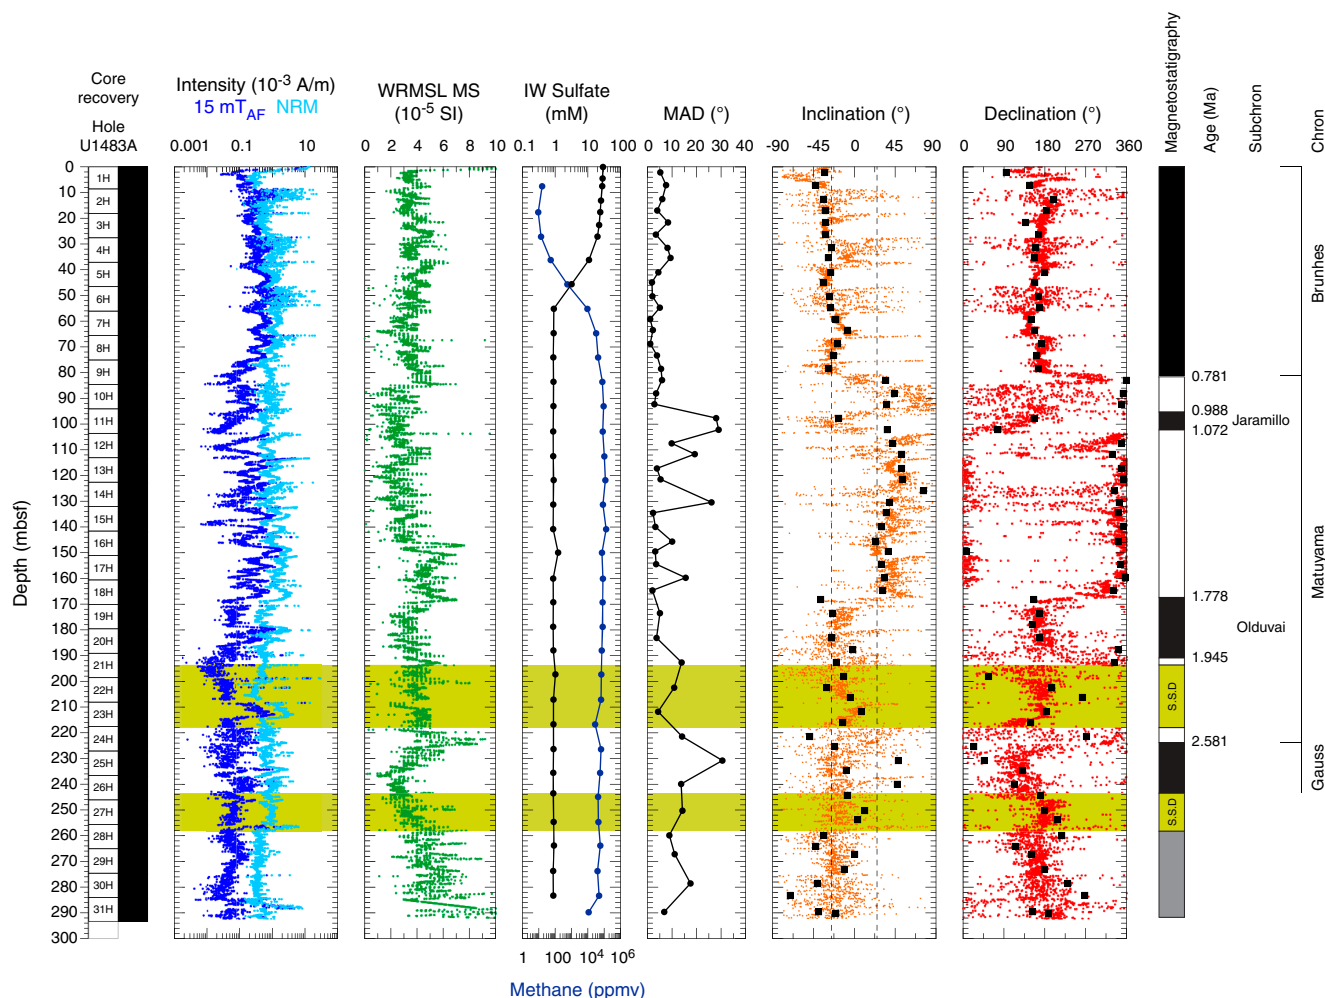 Core recovery
Hole U1483A
Intensity (10-3 A/m)
15 mTAF NRM
WRMSL MS (10-5 SI)
IW Sulfate (mM)
MAD (°)
Inclination (°)
Declination (°)
Magnetostatigraphy
Age (Ma)
Subchron
Chron
0.001 0.1 10
0 2 4 6 8 10
0.1 1 10 100
0 10 20 30 40
-90 -45 0 45 90
0 90 180 270 360
Depth (mbsf)
0
10
20
30
40
50
60
70
80
90
100
110
120
130
140
150
160
170
180
190
200
210
220
230
240
250
260
270
280
290
300
1H
2H
3H
4H
5H
6H
7H
8H
9H
10H
11H
12H
13H
14H
15H
16H
17H
18H
19H
20H
21H
22H
23H
24H
25H
26H
27H
28H
29H
30H
31H
0.781
0.988
1.072
1.778
1.945
2.581
Jaramillo
Olduvai
Brunhes
Matuyama
Gauss
S.S.D
S.S.D
1 100 104 106
Methane (ppmv)